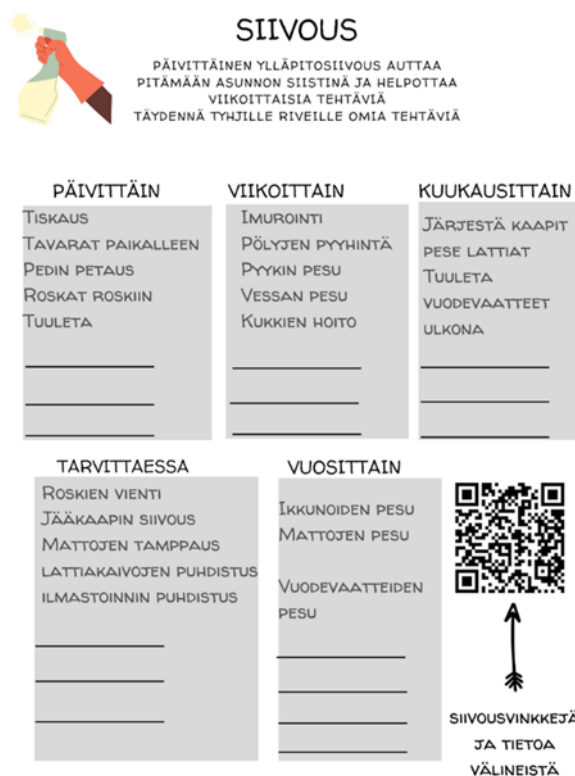 SIIVOUS
PÄIVITTÄINEN YLLÄPITOSIIVOUS AUTTAA
PITÄMÄÄN ASUNNON SIISTINÄ JA HELPOTTAA
VIIKOITTAISIA TEHTÄVIÄ
TÄYDENNÄ TYHJILLE RIVEILLE OMIA TEHTÄVIÄ
PÄIVITTÄIN
TISKAUS
TAVARAT PAIKALLEEN
PEDIN PETAUS
ROSKAT ROSKIIN
TUULETA
VIIKOITTAIN
IMUROINTI
PÖLYJEN PYYHINTÄ
PYYKIN PESU
VESSAN PESU
KUKKIEN HOITO
KUUKAUSITTAIN
JÄRJESTÄ KAAPIT
PESE LATTIAT
TUULETA
VUODEVAATTEET
ULKONA
TARVITTAESSA
ROSKIEN VIENTI
JÄÄKAAPIN SIIVOUS
MATTOJEN TAMPPAUS
LATTIAKAIVOJEN PUHDISTUS
ILMASTOINNIN PUHDISTUS
VUOSITTAIN
IKKUNOIDEN PESU
MATTOJEN PESU
VUODEVAATTEIDEN
PESU
SIIVOUSVINKKEJÄ
JA TIETOA
VÄLINEISTÄ